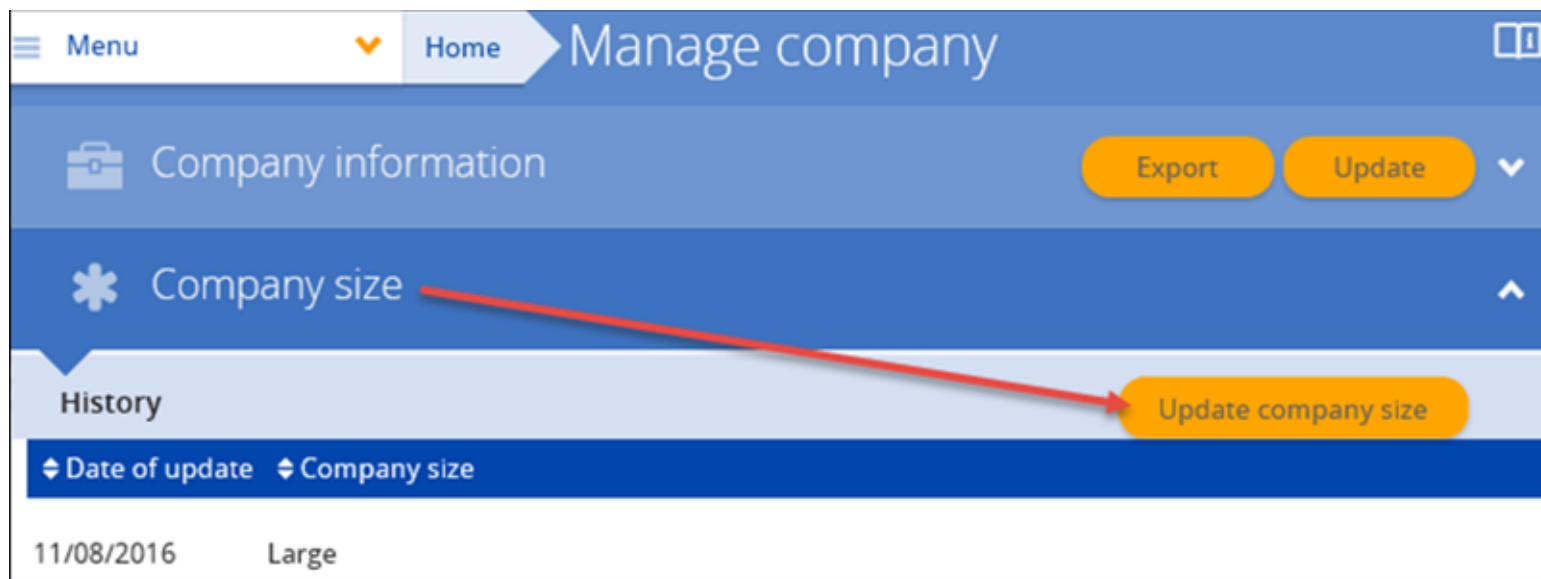 Menu Home Manage company
Company information Export Update
Company size
History Update company size
Date of update Company size
11/08/2016 Large